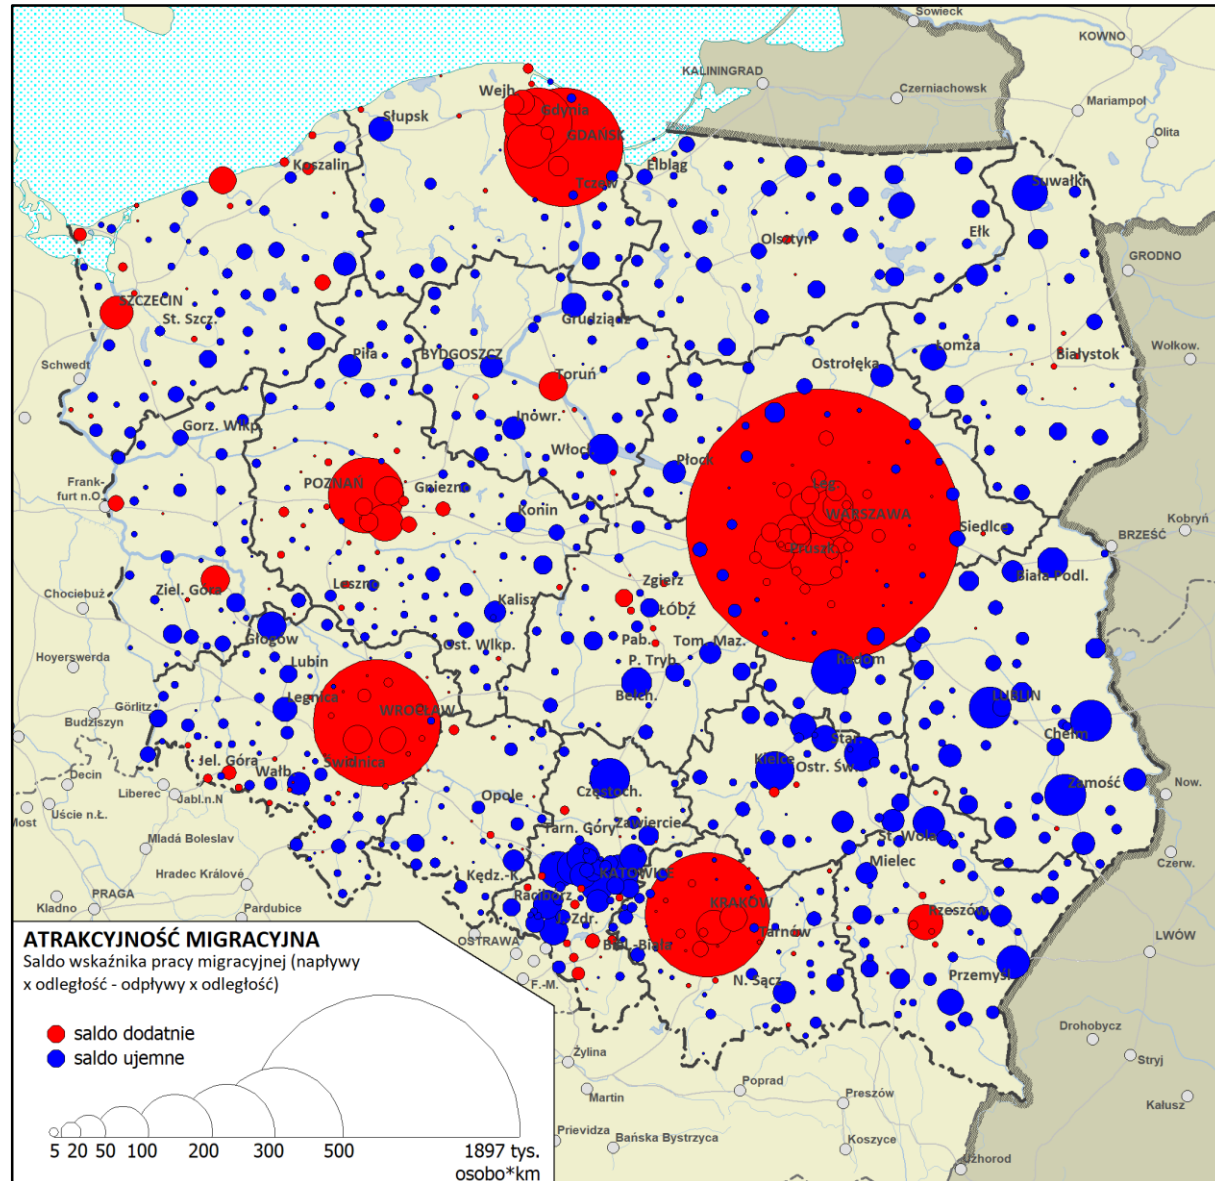 Sowieck
KOWNO
KALININGRAD
Czerniachowsk
Mariampol
Olita
Wejh.
Gdynia
GDAŃSK
Tczew
Słupsk
Koszalin
Elbląg
Suwałki
Olsztyn
Ełk
GRODNO
SZCZECIN
St. Szcz.
Grudziądz
Schwedt
Piła
BYDGOSZCZ
Toruń
Ostrołęka
Łomża
Białystok
Wołkow.
Gorz. Wlkp.
Inowr.
Włocł.
Płock
Frank-
furt n.O.
POZNAŃ
Gniezno
Konin
Leg.
WARSZAWA
Pruszk.
Siedlce
BRZEŚĆ
Kobryń
Biała Podl.
Chociebuż
Ziel. Góra
Leszno
Kalisz
Zgierz
ŁÓDŹ
Głogów
Ost. Wlkp.
Pab.
Tom. Maz.
Hoyerswerda
Lubin
P. Tryb.
Radom
Bełch.
Legnica
LUBLIN
Görlitz
Budziszyn
WROCŁAW
Star.
Chełm
Jel. Góra
Wałb.
Świdnica
Kielce
Ostr. Św.
Decin
Liberec
Jabl.n.N
Opole
Częstoch.
Zamość
Now.
Most
Uście n.Ł.
Mladá Boleslav
Tarn. Góry
Zawiercie
St. Wola
Mielec
Czerw.
Hradec Králové
Kędz.-K.
KATOWICE
PRAGA
Kladno
Pardubice
Racibórz
J. Zdr.
KRAKÓW
Rzeszów
OSTRAWA
Biel.-Biała
Tarnów
LWÓW
F.-M.
N. Sącz
Przemyśl
ATRAKCYJNOŚĆ MIGRACYJNA
Saldo wskaźnika pracy migracyjnej (napływy
x odległość - odpływy x odległość)
saldo dodatnie
saldo ujemne
5 20 50 100 200 300 500 1897 tys.
osobo*km
Drohobycz
Stryj
Żylina
Martin
Poprad
Preszów
Kałusz
Prievidza
Bańska Bystrzyca
Koszyce
Użhorod